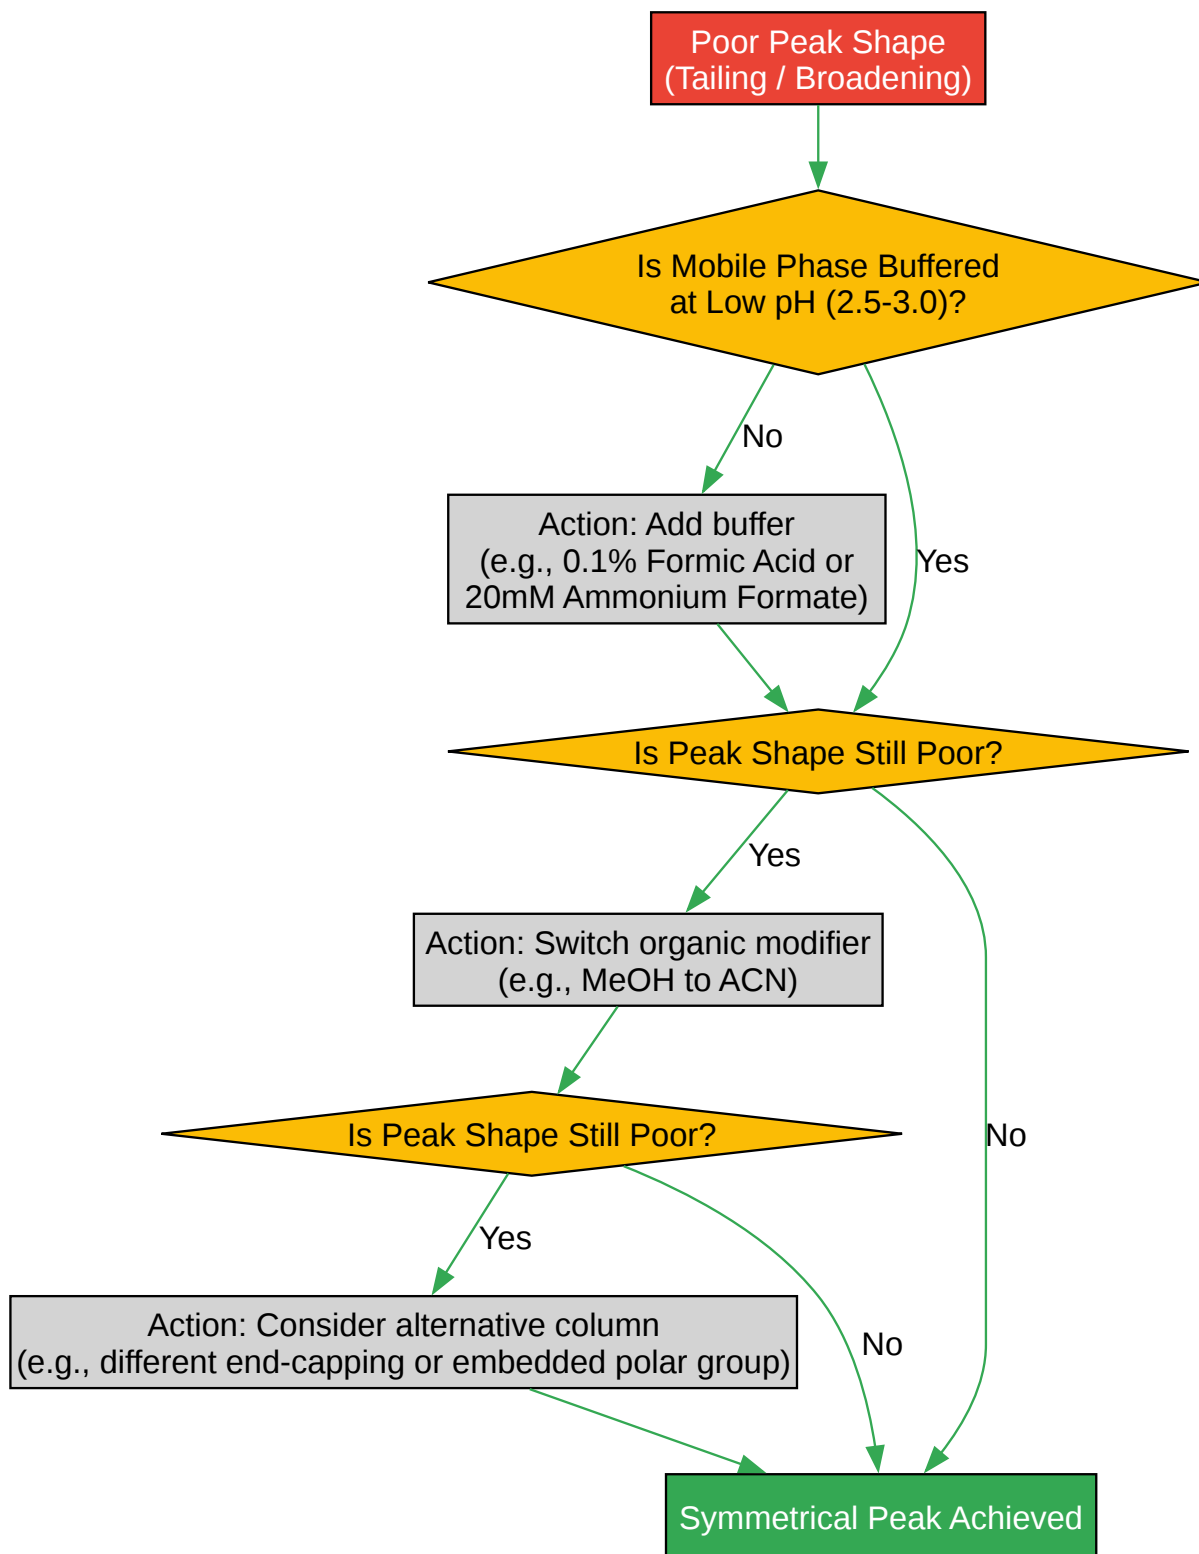 Poor Peak Shape
(Tailing / Broadening)
Is Mobile Phase Buffered
at Low pH (2.5-3.0)?
No
Action: Add buffer
(e.g., 0.1% Formic Acid or
20mM Ammonium Formate)
Yes
Is Peak Shape Still Poor?
Yes
Action: Switch organic modifier
(e.g., MeOH to ACN)
Is Peak Shape Still Poor?
No
Yes
Action: Consider alternative column
(e.g., different end-capping or embedded polar group)
No
Symmetrical Peak Achieved